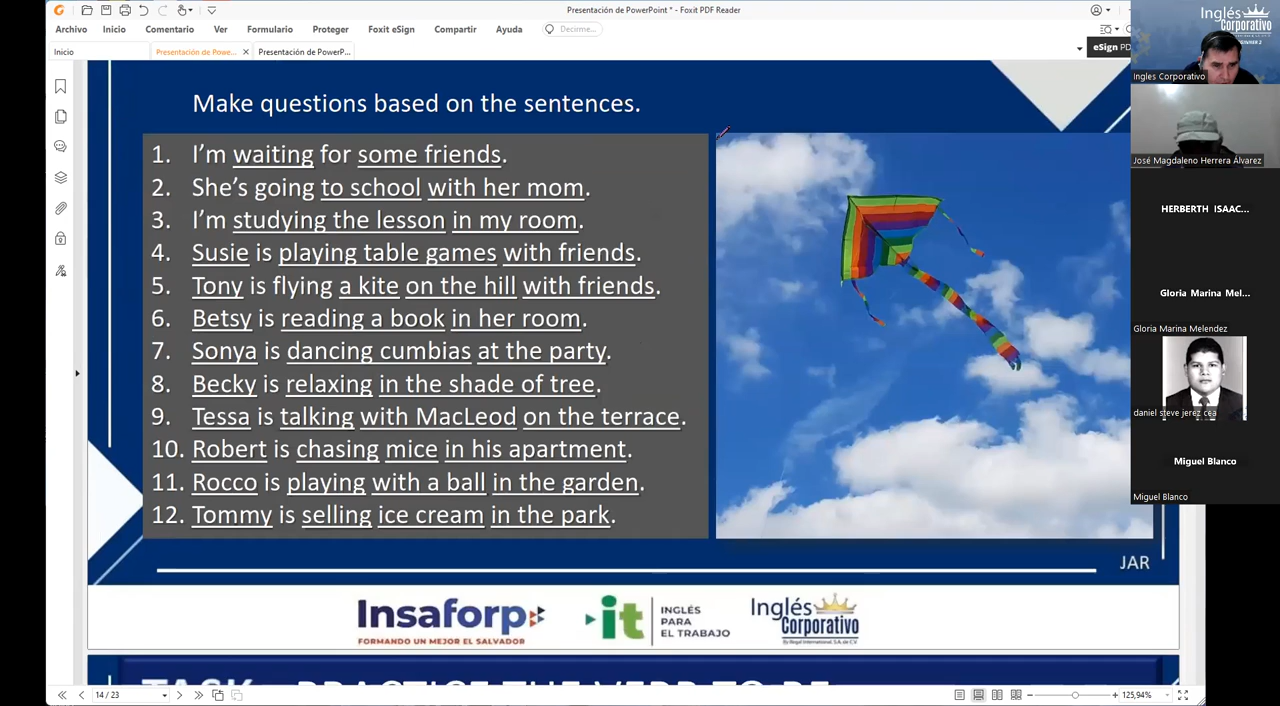 Presentación de PowerPoint * - Foxit PDF Reader
Archivo Inicio Comentario Ver Formulario Proteger Foxit eSign Compartir Ayuda Decirme...
Inicio Presentación de Powe... × Presentación de PowerP...
eSign PD
Make questions based on the sentences.
1. I'm waiting for some friends.
2. She's going to school with her mom.
3. I'm studying the lesson in my room.
4. Susie is playing table games with friends.
5. Tony is flying a kite on the hill with friends.
6. Betsy is reading a book in her room.
7. Sonya is dancing cumbias at the party.
8. Becky is relaxing in the shade of tree.
9. Tessa is talking with MacLeod on the terrace.
10. Robert is chasing mice in his apartment.
11. Rocco is playing with a ball in the garden.
12. Tommy is selling ice cream in the park.
JAR
Insaforp
FORMANDO UN MEJOR EL SALVADOR
it
INGLÉS
PARA
EL TRABAJO
Inglés
Corporativo
14 / 23
125,94%
Inglés
Corporativo
Ingles Corporativo
José Magdaleno Herrera Álvarez
HERBERTH ISAAC...
Gloria Marina Mel...
Gloria Marina Melendez
daniel steve jerez cea
Miguel Blanco
Miguel Blanco